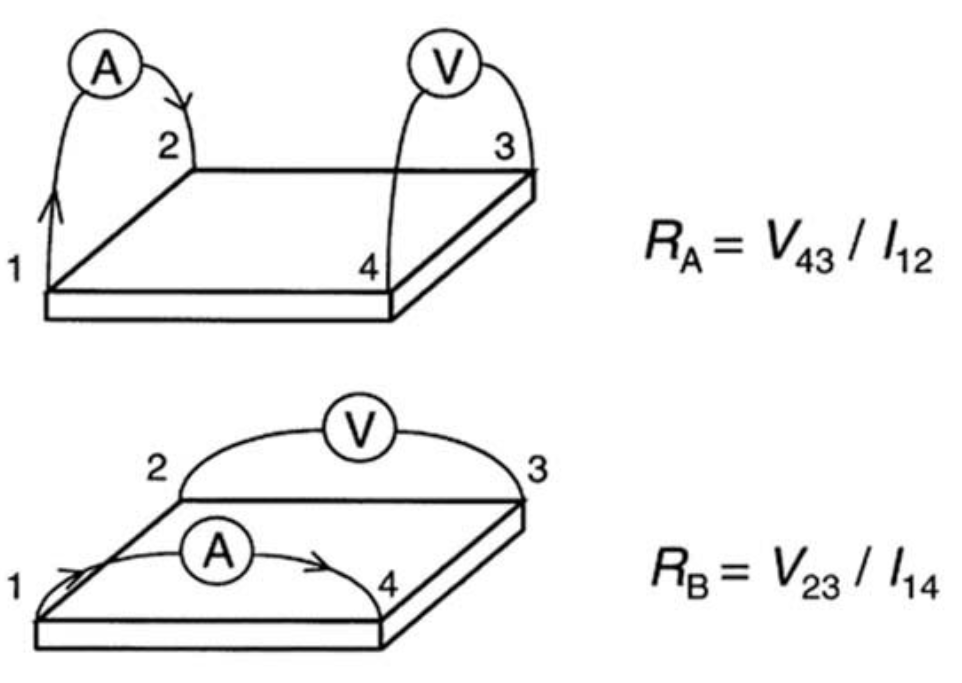 A
V
2
3
1
4
R_A = V_43 / I_12
V
2
3
A
1
4
R_B = V_23 / I_14